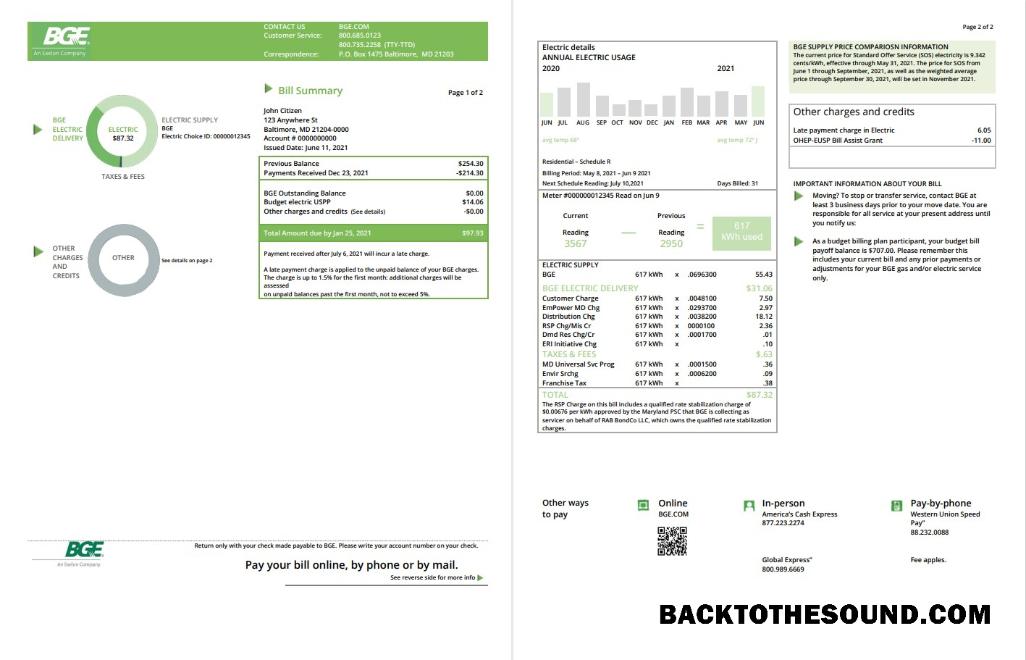 BGE
An Exelon Company
CONTACT US BGE.COM
Customer Service: 800.685.0123
800.735.2258 (TTY-TTD)
Correspondence: P.O. Box 1475 Baltimore, MD 21203
Bill Summary Page 1 of 2
John Citizen
123 Anywhere St
Baltimore, MD 21204-0000
Account # 0000000000
Issued Date: June 11, 2021
BGE
ELECTRIC
DELIVERY
ELECTRIC
$87.32
ELECTRIC SUPPLY
BGE
Electric Choice ID: 00000012345
TAXES & FEES
Previous Balance $254.30
Payments Received Dec 23, 2021 -$214.30
BGE Outstanding Balance $0.00
Budget electric USPP $14.06
Other charges and credits (See details) -$0.00
Total Amount due by Jan 25, 2021 $97.93
Payment received after July 6, 2021 will incur a late charge.
A late payment charge is applied to the unpaid balance of your BGE charges.
The charge is up to 1.5% for the first month: additional charges will be
assessed
on unpaid balances past the first month, not to exceed 5%.
OTHER
CHARGES
AND
CREDITS
OTHER
See details on page 2
BGE
An Exelon Company
Return only with your check made payable to BGE. Please write your account number on your check.
Pay your bill online, by phone or by mail.
See reverse side for more info
Page 2 of 2
Electric details
ANNUAL ELECTRIC USAGE
2020 2021
JUN JUL AUG SEP OCT NOV DEC JAN FEB MAR APR MAY JUN
avg temp 68° avg temp 72° J
Residential – Schedule R
Billing Period: May 8, 2021 – Jun 9 2021
Next Schedule Reading: July 10,2021 Days Billed: 31
Meter #000000012345 Read on Jun 9
Current Previous
Reading Reading
3567 — 2950 = 617
kWh used
ELECTRIC SUPPLY
BGE 617 kWh x .0696300 55.43
BGE ELECTRIC DELIVERY $31.06
Customer Charge 617 kWh x .0048100 7.50
EmPower MD Chg 617 kWh x .0293700 2.97
Distribution Chg 617 kWh x .0038200 18.12
RSP Chg/Mis Cr 617 kWh x 0000100 2.36
Dmd Res Chg/Cr 617 kWh x .0001700 .01
ERI Initiative Chg 617 kWh x .10
TAXES & FEES $.63
MD Universal Svc Prog 617 kWh x .0001500 .36
Envir Srchg 617 kWh x .0006200 .09
Franchise Tax 617 kWh x .38
TOTAL $87.32
The RSP Charge on this bill includes a qualified rate stabilization charge of
$0.00676 per kWh approved by the Maryland PSC that BGE is collecting as
servicer on behalf of RAB BondCo LLC, which owns the qualified rate stabilization
charges.
BGE SUPPLY PRICE COMPARIOSN INFORMATION
The current price for Standard Offer Service (SOS) electricity is 9.342
cents/kWh, effective through May 31, 2021. The price for SOS from
June 1 through September, 2021, as well as the weighted average
price through September 30, 2021, will be set in November 2021.
Other charges and credits
Late payment charge in Electric 6.05
OHEP-EUSP Bill Assist Grant -11.00
IMPORTANT INFORMATION ABOUT YOUR BILL
Moving? To stop or transfer service, contact BGE at
least 3 business days prior to your move date. You are
responsible for all service at your present address until
you notify us:
As a budget billing plan participant, your budget bill
payoff balance is $707.00. Please remember this
includes your current bill and any prior payments or
adjustments for your BGE gas and/or electric service
only.
Other ways
to pay
Online
BGE.COM
In-person
America's Cash Express
877.223.2274
Global Express"
800.989.6669
Pay-by-phone
Western Union Speed
Pay"
88.232.0088
Fee apples.
BACKTOTHESOUND.COM